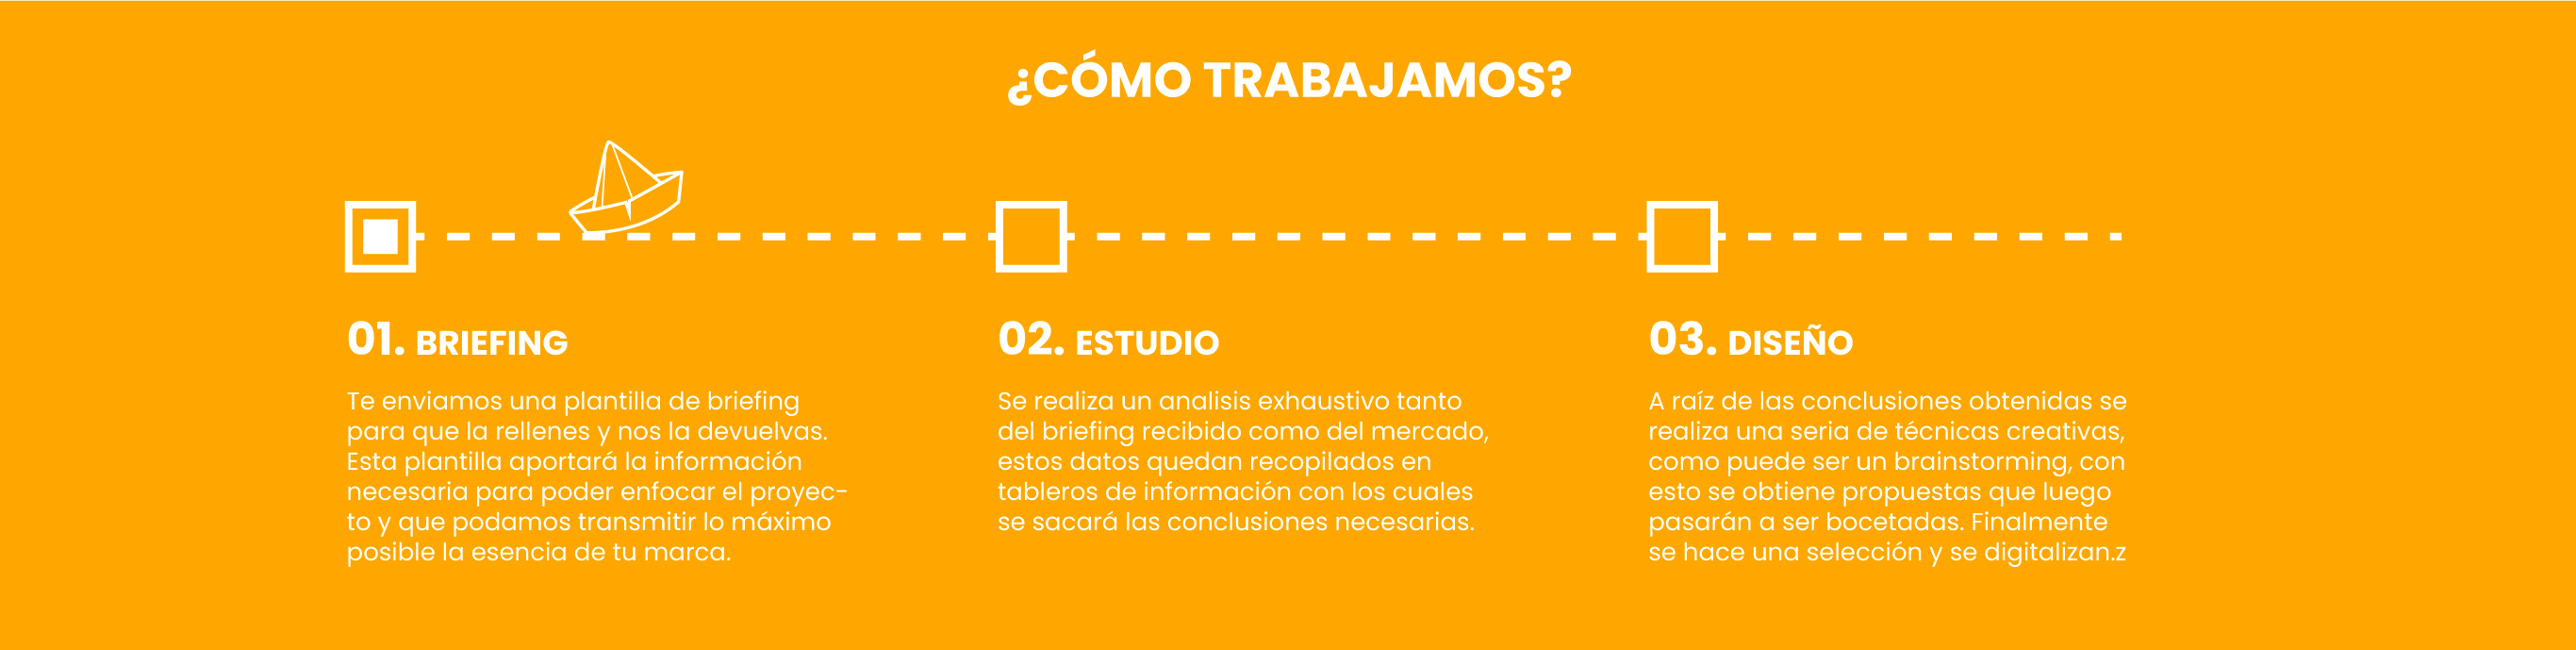 ¿CÓMO TRABAJAMOS?
01. BRIEFING
Te enviamos una plantilla de briefing
para que la rellenes y nos la devuelvas.
Esta plantilla aportará la información
necesaria para poder enfocar el proyec-
to y que podamos transmitir lo máximo
posible la esencia de tu marca.
02. ESTUDIO
Se realiza un analisis exhaustivo tanto
del briefing recibido como del mercado,
estos datos quedan recopilados en
tableros de información con los cuales
se sacará las conclusiones necesarias.
03. DISEÑO
A raíz de las conclusiones obtenidas se
realiza una seria de técnicas creativas,
como puede ser un brainstorming, con
esto se obtiene propuestas que luego
pasarán a ser bocetadas. Finalmente
se hace una selección y se digitalizan.z